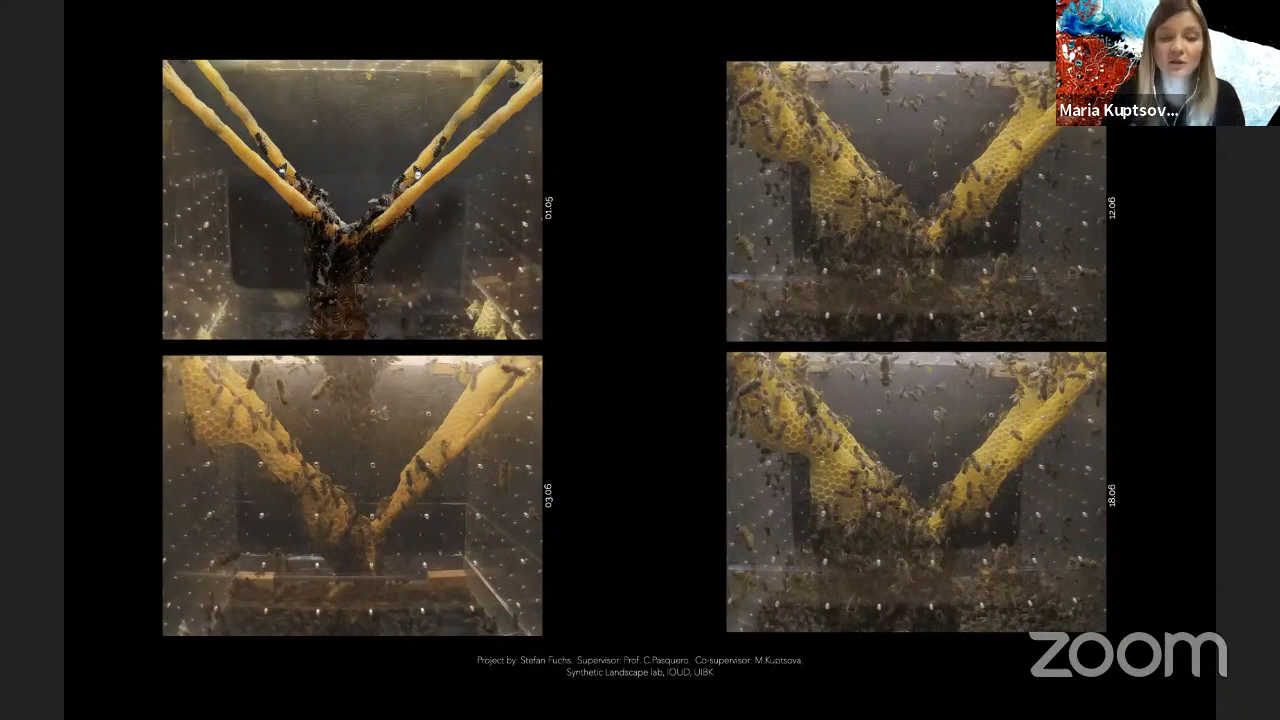 Maria Kuptsov...
01.05
12.06
03.06
18.06
Project by Stefan Fuchs. Supervisor: Prof. C.Pasquero. Co-supervisor: M.Kuptsova.
Synthetic Landscape lab, IOUD, UIBK
zoom